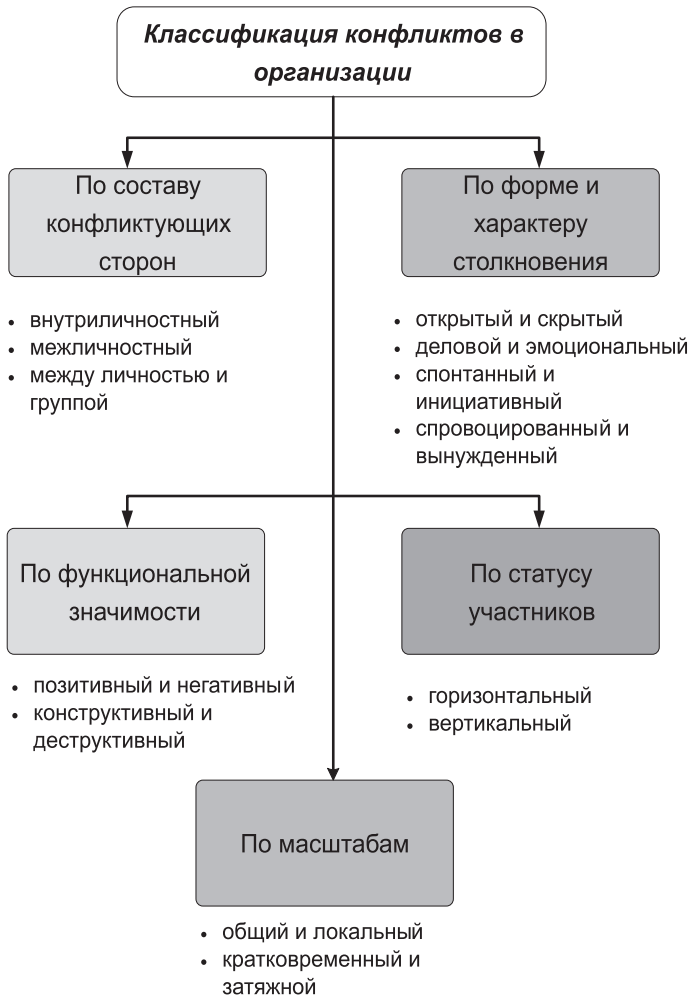 Классификация конфликтов в
организации
По составу
конфликтующих
сторон
• внутриличностный
• межличностный
• между личностью и
группой
По форме и
характеру
столкновения
• открытый и скрытый
• деловой и эмоциональный
• спонтанный и
инициативный
• спровоцированный и
вынужденный
По функциональной
значимости
• позитивный и негативный
• конструктивный и
деструктивный
По статусу
участников
• горизонтальный
• вертикальный
По масштабам
• общий и локальный
• кратковременный и
затяжной